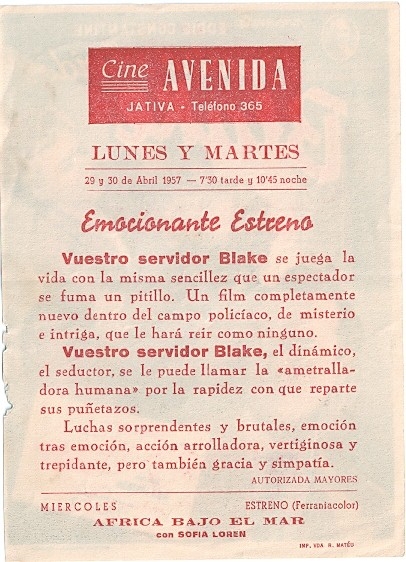 Cine AVENIDA
JATIVA - Teléfono 365
LUNES Y MARTES
29 y 30 de Abril 1957 — 7'30 tarde y 10'45 noche
Emocionante Estreno
Vuestro servidor Blake se juega la
vida con la misma sencillez que un espectador
se fuma un pitillo. Un film completamente
nuevo dentro del campo policíaco, de misterio
e intriga, que le hará reir como ninguno.
Vuestro servidor Blake, el dinámico,
el seductor, se le puede llamar la «ametralla-
dora humana» por la rapidez con que reparte
sus puñetazos.
Luchas sorprendentes y brutales, emoción
tras emoción, acción arrolladora, vertiginosa y
trepidante, pero también gracia y simpatía.
AUTORIZADA MAYORES
MIERCOLES ESTRENO (Ferraniacolor)
AFRICA BAJO EL MAR
con SOFIA LOREN
IMP. VDA R. MATÉU